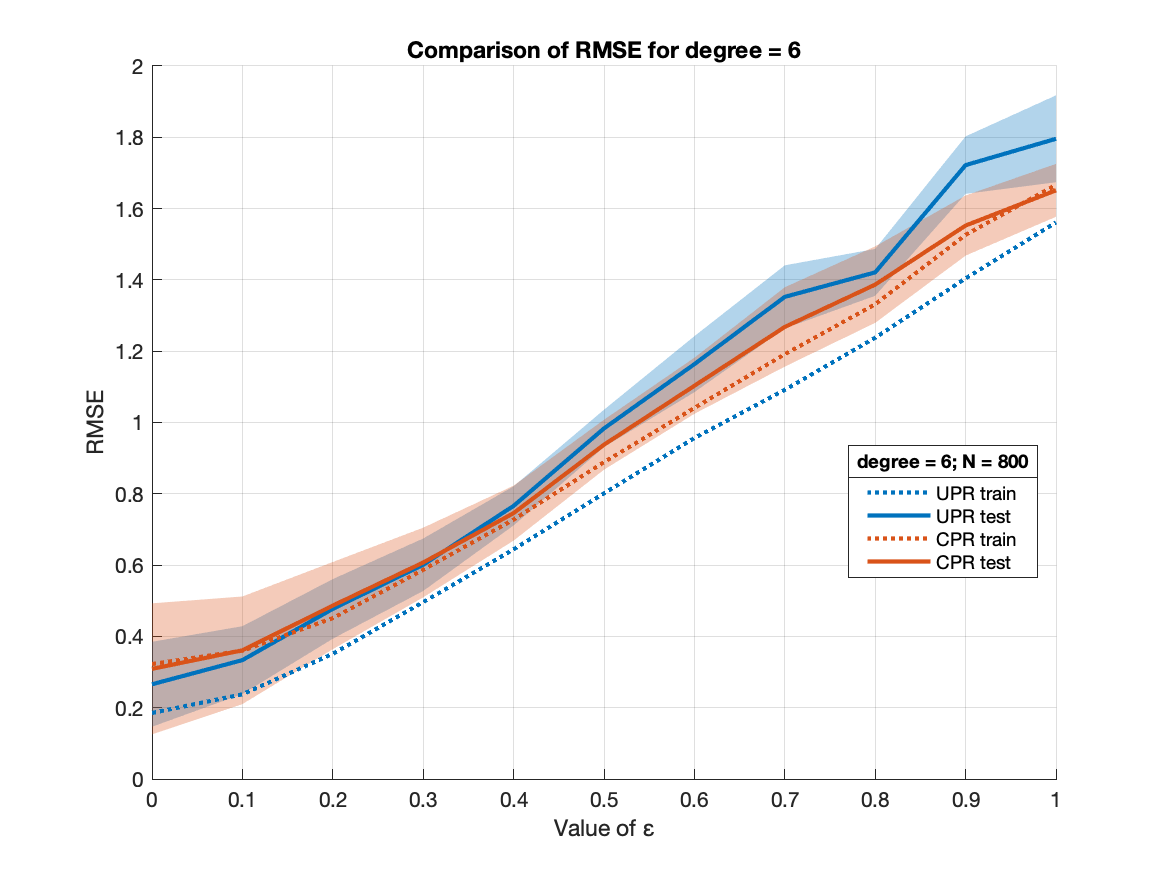 Comparison of RMSE for degree = 6
2
1.8
1.6
1.4
1.2
1
0.8
0.6
0.4
0.2
0
RMSE
degree = 6; N = 800
UPR train
UPR test
CPR train
CPR test
0 0.1 0.2 0.3 0.4 0.5 0.6 0.7 0.8 0.9 1
Value of ε